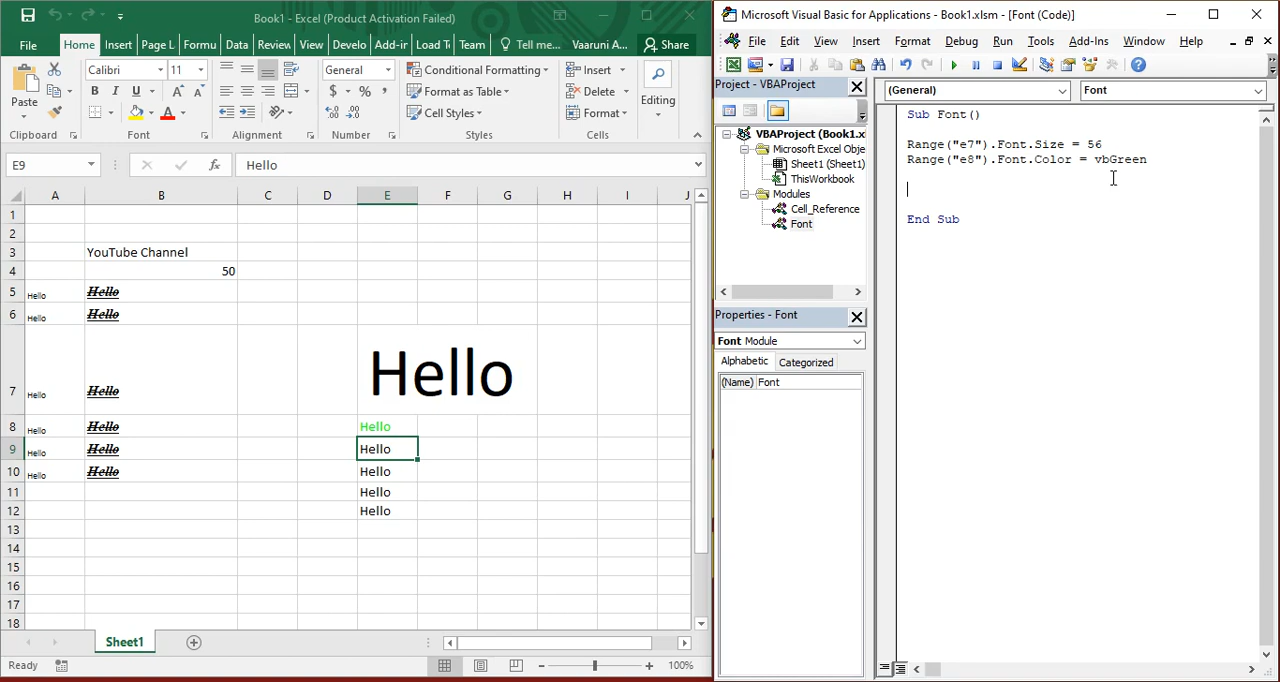 Book1 - Excel (Product Activation Failed)
File Home Insert Page L Formu Data Review View Develo Add-ir Load T Team Tell me... Vaaruni A... Share
Calibri 11 General Conditional Formatting Insert
Paste B I U $ % , Format as Table Delete Editing
Cell Styles Format
Clipboard Font Alignment Number Styles Cells
E9 fx Hello
A B C D E F G H I J
1
2
3 YouTube Channel
4 50
5 Hello Hello
6 Hello Hello
7 Hello Hello Hello
8 Hello Hello Hello
9 Hello Hello Hello
10 Hello Hello Hello
11 Hello
12 Hello
13
14
15
16
17
18
Sheet1
Ready 100%
Microsoft Visual Basic for Applications - Book1.xlsm - [Font (Code)]
File Edit View Insert Format Debug Run Tools Add-Ins Window Help
Project - VBAProject
VBAProject (Book1.x
Microsoft Excel Obje
Sheet1 (Sheet1)
ThisWorkbook
Modules
Cell_Reference
Font
Properties - Font
Font Module
Alphabetic Categorized
(Name) Font
(General) Font
Sub Font()
Range("e7").Font.Size = 56
Range("e8").Font.Color = vbGreen
End Sub